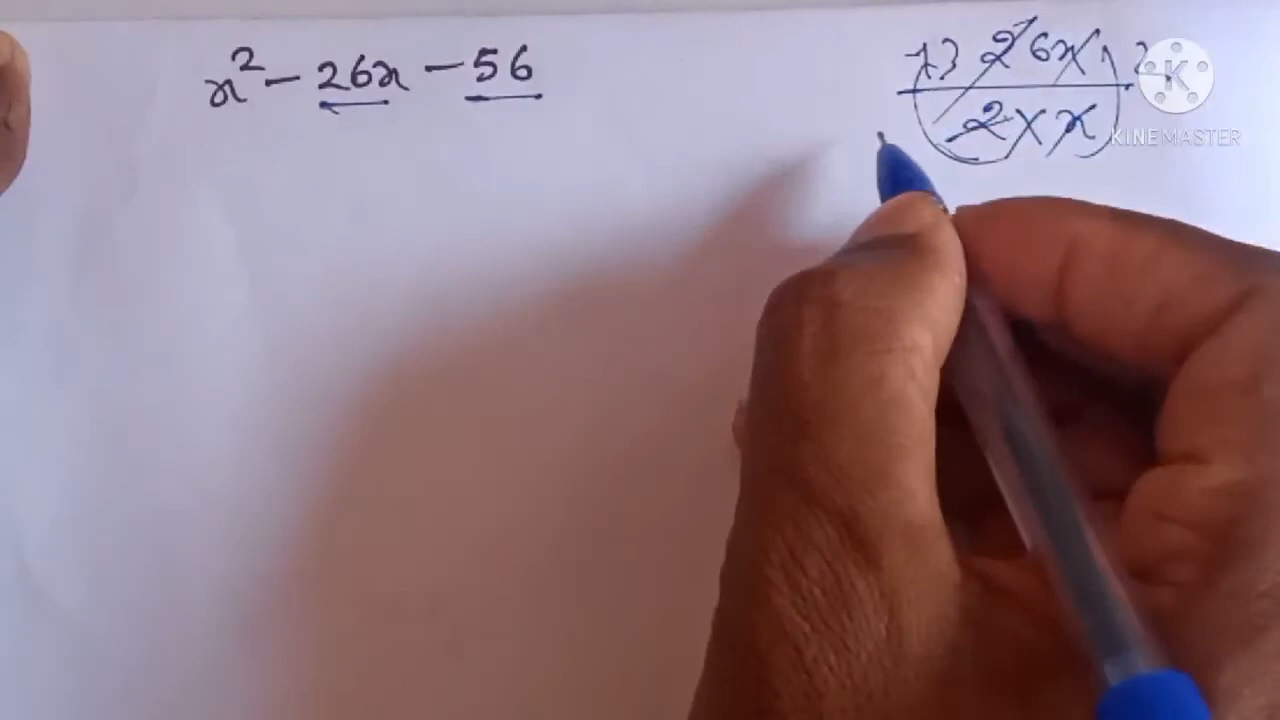 x² - 26x - 56
13 26x
2 × x
KINEMASTER